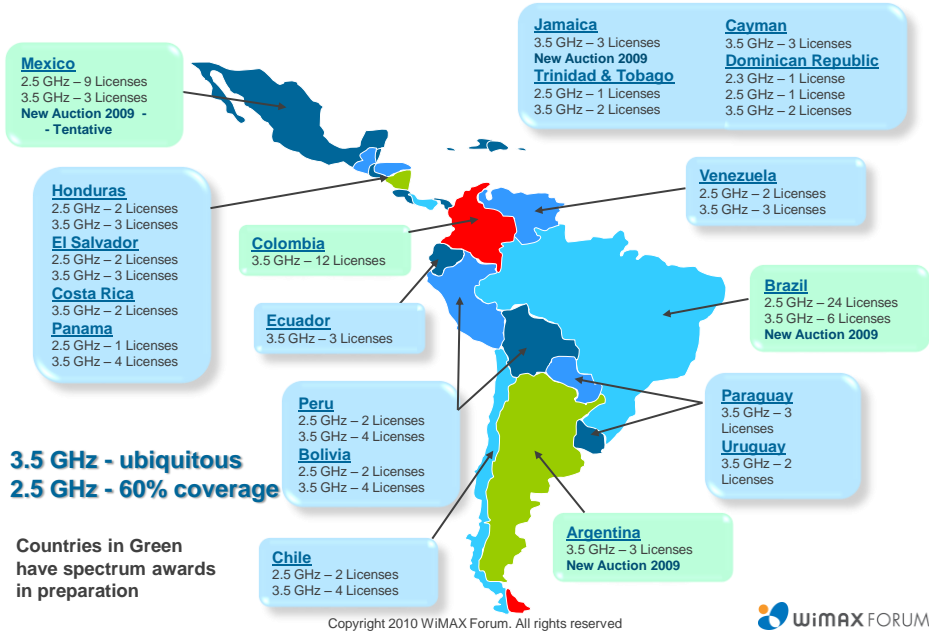 Jamaica
3.5 GHz – 3 Licenses
New Auction 2009
Trinidad & Tobago
2.5 GHz – 1 Licenses
3.5 GHz – 2 Licenses
Cayman
3.5 GHz – 3 Licenses
Dominican Republic
2.3 GHz – 1 License
2.5 GHz – 1 License
3.5 GHz – 2 Licenses
Mexico
2.5 GHz – 9 Licenses
3.5 GHz – 3 Licenses
New Auction 2009 -
- Tentative
Honduras
2.5 GHz – 2 Licenses
3.5 GHz – 3 Licenses
El Salvador
2.5 GHz – 2 Licenses
3.5 GHz – 3 Licenses
Costa Rica
3.5 GHz – 2 Licenses
Panama
2.5 GHz – 1 Licenses
3.5 GHz – 4 Licenses
Venezuela
2.5 GHz – 2 Licenses
3.5 GHz – 3 Licenses
Colombia
3.5 GHz – 12 Licenses
Brazil
2.5 GHz – 24 Licenses
3.5 GHz – 6 Licenses
New Auction 2009
Ecuador
3.5 GHz – 3 Licenses
Peru
2.5 GHz – 2 Licenses
3.5 GHz – 4 Licenses
Bolivia
2.5 GHz – 2 Licenses
3.5 GHz – 4 Licenses
Paraguay
3.5 GHz – 3
Licenses
Uruguay
3.5 GHz – 2
Licenses
3.5 GHz - ubiquitous
2.5 GHz - 60% coverage
Countries in Green
have spectrum awards
in preparation
Chile
2.5 GHz – 2 Licenses
3.5 GHz – 4 Licenses
Argentina
3.5 GHz – 3 Licenses
New Auction 2009
Copyright 2010 WiMAX Forum. All rights reserved
WiMAX FORUM